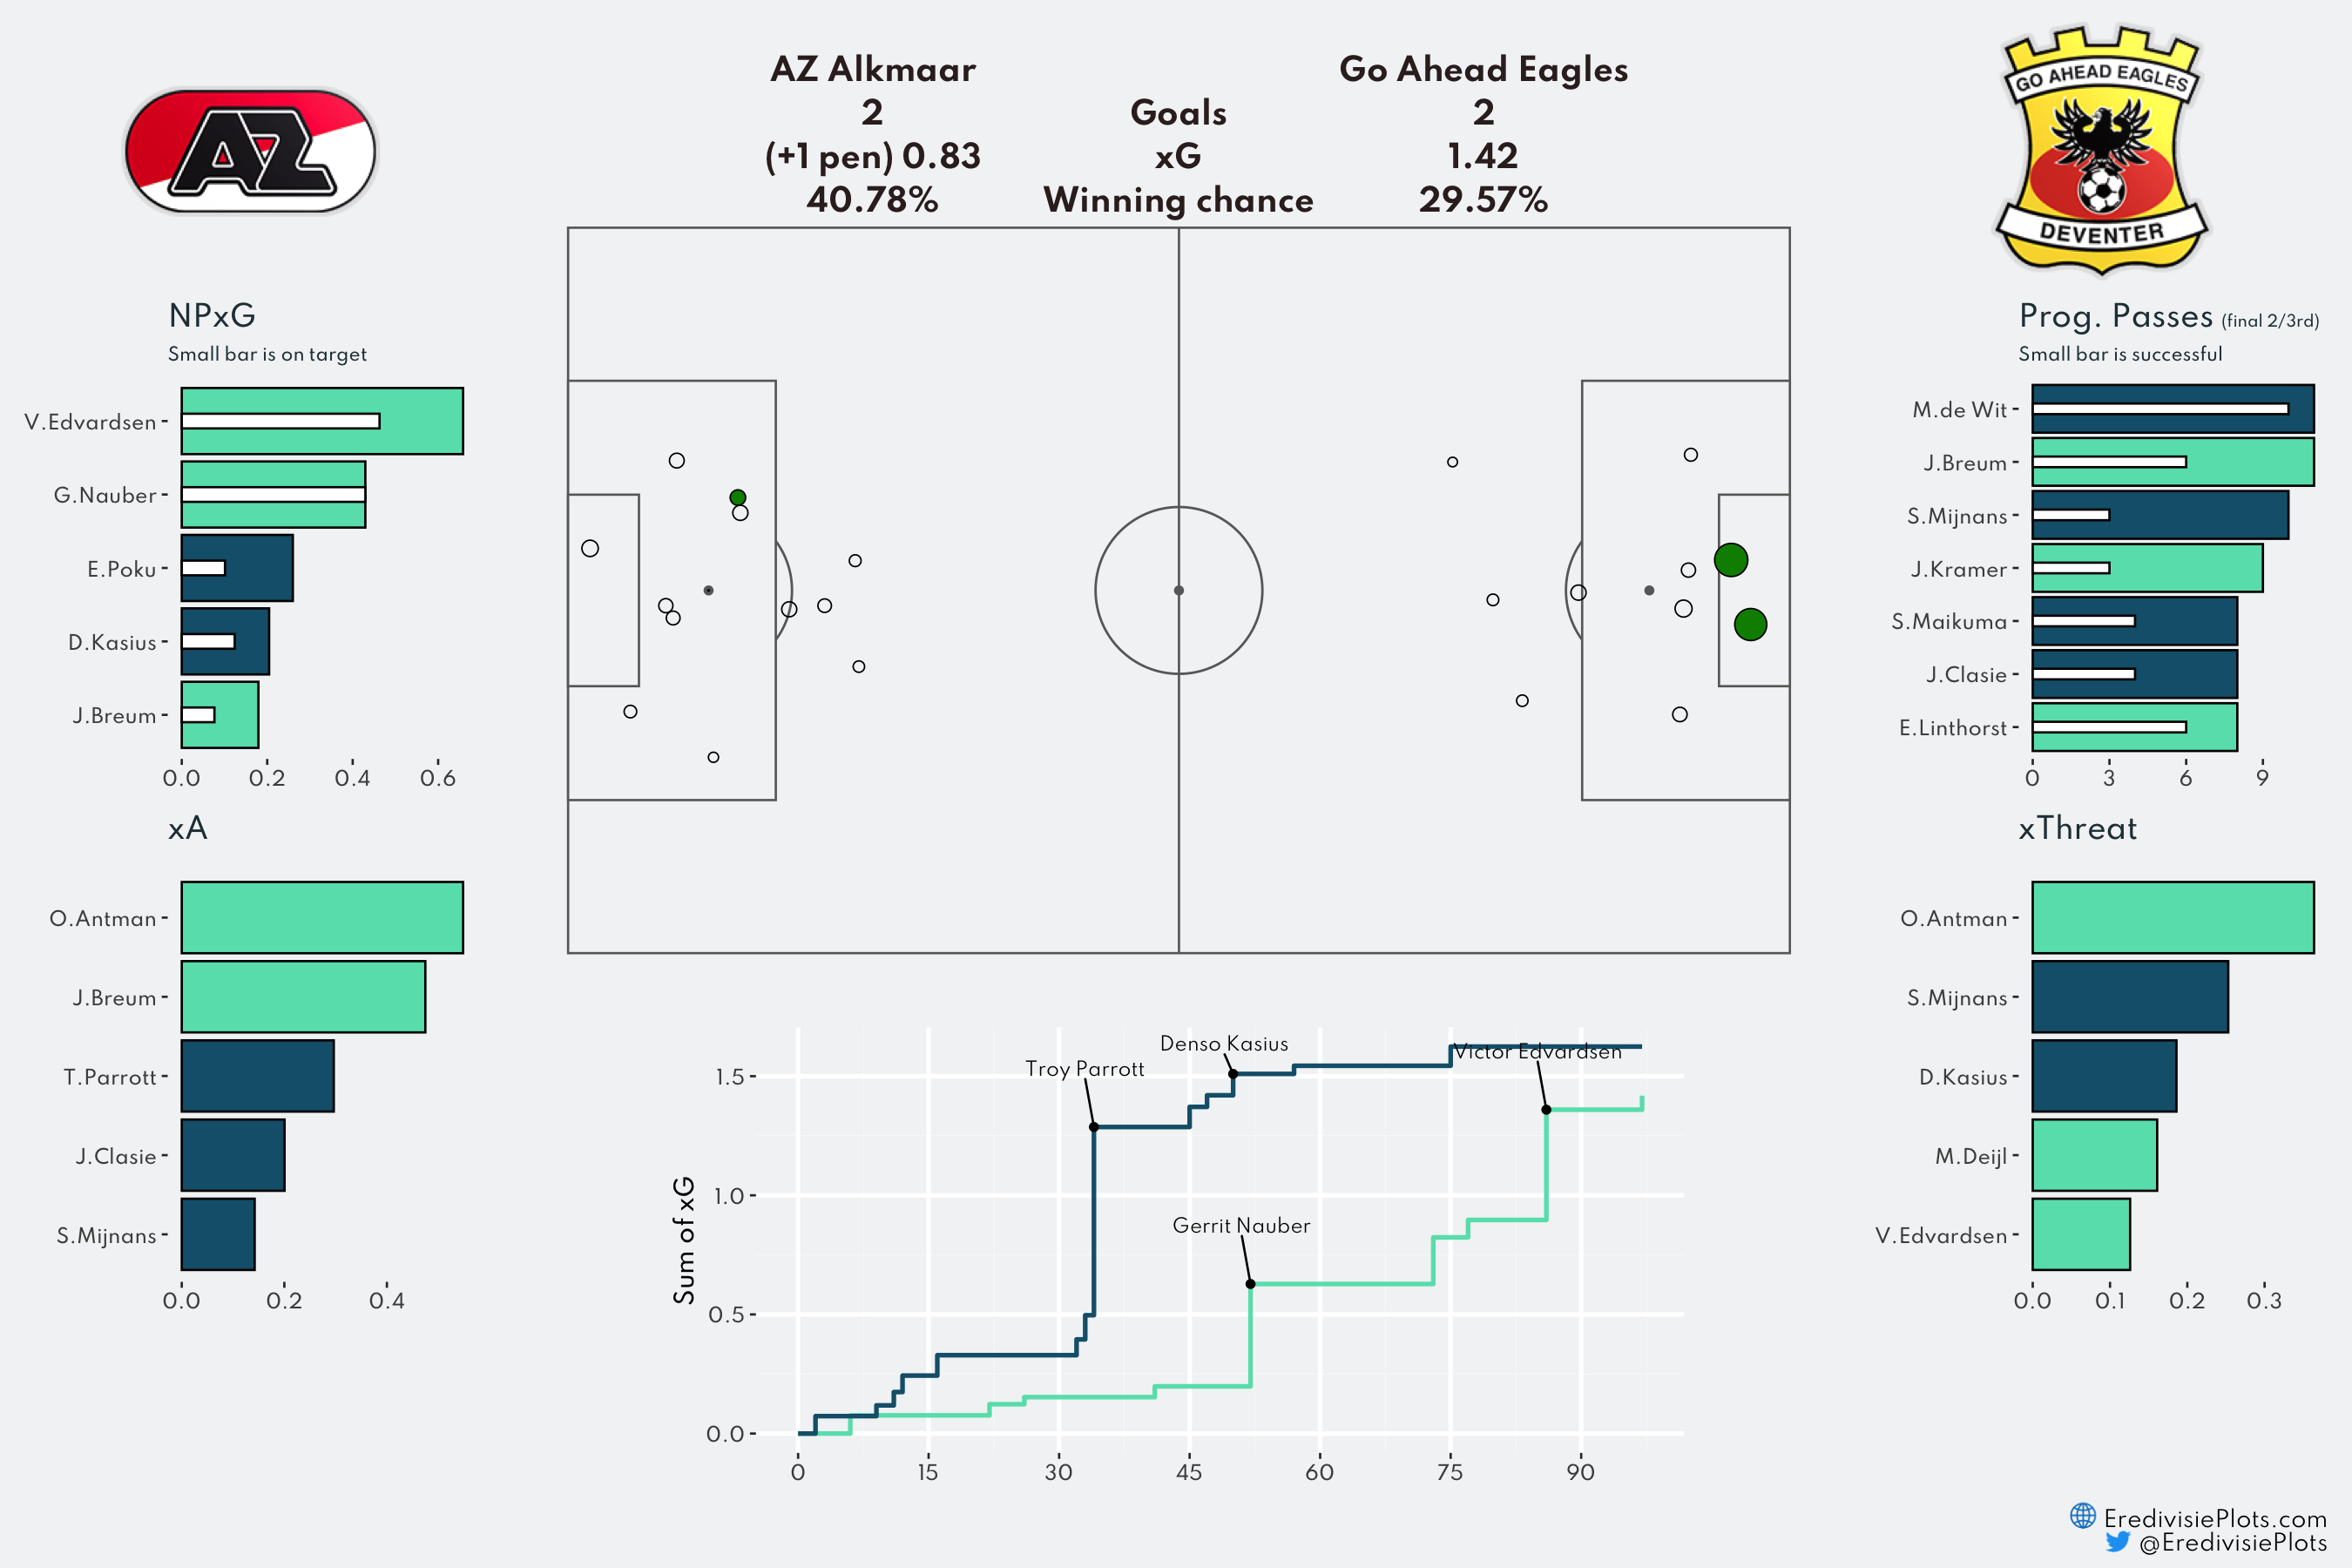 AZ Alkmaar
Go Ahead Eagles
2
Goals
2
(+1 pen) 0.83
xG
1.42
40.78%
Winning chance
29.57%
AZ
GO AHEAD EAGLES
DEVENTER
NPxG
Small bar is on target
V.Edvardsen
G.Nauber
E.Poku
D.Kasius
J.Breum
0.0 0.2 0.4 0.6
xA
O.Antman
J.Breum
T.Parrott
J.Clasie
S.Mijnans
0.0 0.2 0.4
Troy Parrott
Denso Kasius
Victor Edvardsen
Gerrit Nauber
Sum of xG
1.5
1.0
0.5
0.0
0 15 30 45 60 75 90
Prog. Passes (final 2/3rd)
Small bar is successful
M.de Wit
J.Breum
S.Mijnans
J.Kramer
S.Maikuma
J.Clasie
E.Linthorst
0 3 6 9
xThreat
O.Antman
S.Mijnans
D.Kasius
M.Deijl
V.Edvardsen
0.0 0.1 0.2 0.3
EredivisiePlots.com
@EredivisiePlots